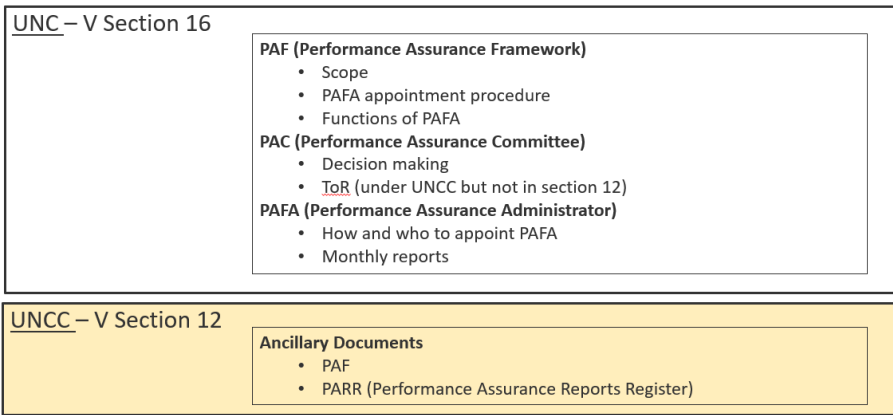 UNC – V Section 16
PAF (Performance Assurance Framework)
• Scope
• PAFA appointment procedure
• Functions of PAFA
PAC (Performance Assurance Committee)
• Decision making
• ToR (under UNCC but not in section 12)
PAFA (Performance Assurance Administrator)
• How and who to appoint PAFA
• Monthly reports
UNCC – V Section 12
Ancillary Documents
• PAF
• PARR (Performance Assurance Reports Register)